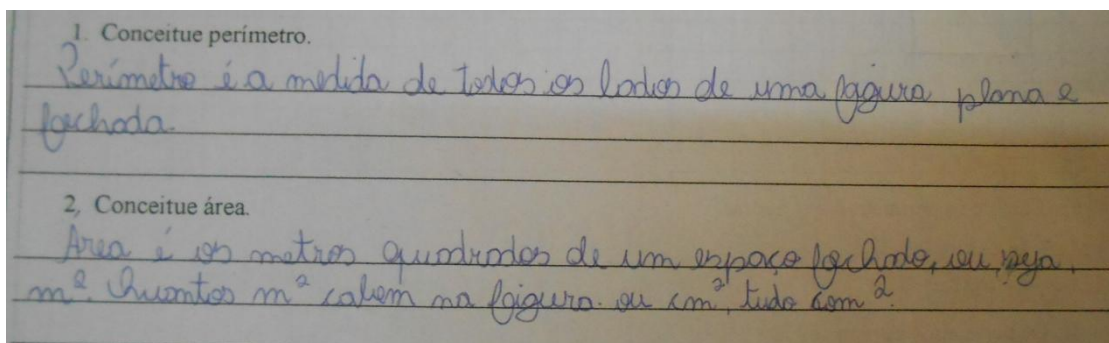 1. Conceitue perímetro.
Perímetro é a medida de todos os lados de uma figura plana e
fechada.
2, Conceitue área.
Área é os metros quadrados de um espaço fechado, ou seja,
m². Quantos m² cabem na figura. ou cm², tudo com ².